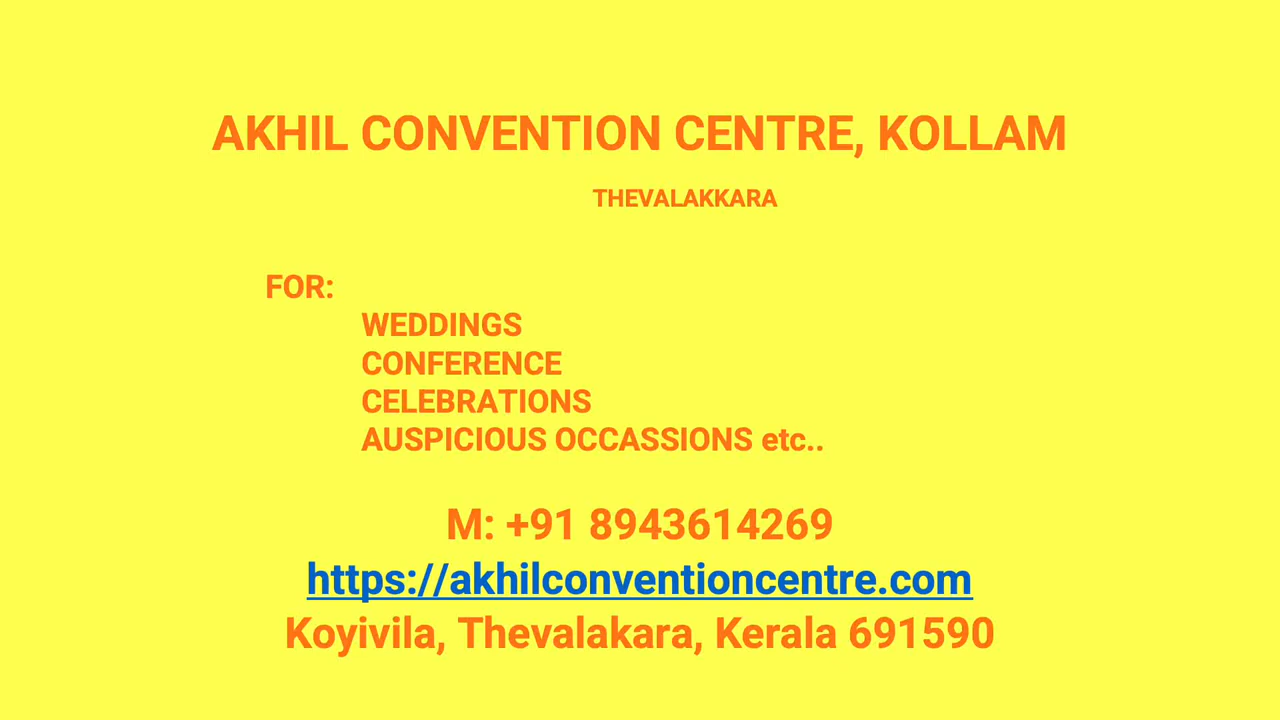 AKHIL CONVENTION CENTRE, KOLLAM
THEVALAKKARA
FOR:
WEDDINGS
CONFERENCE
CELEBRATIONS
AUSPICIOUS OCCASSIONS etc..
M: +91 8943614269
https://akhilconventioncentre.com
Koyivila, Thevalakara, Kerala 691590